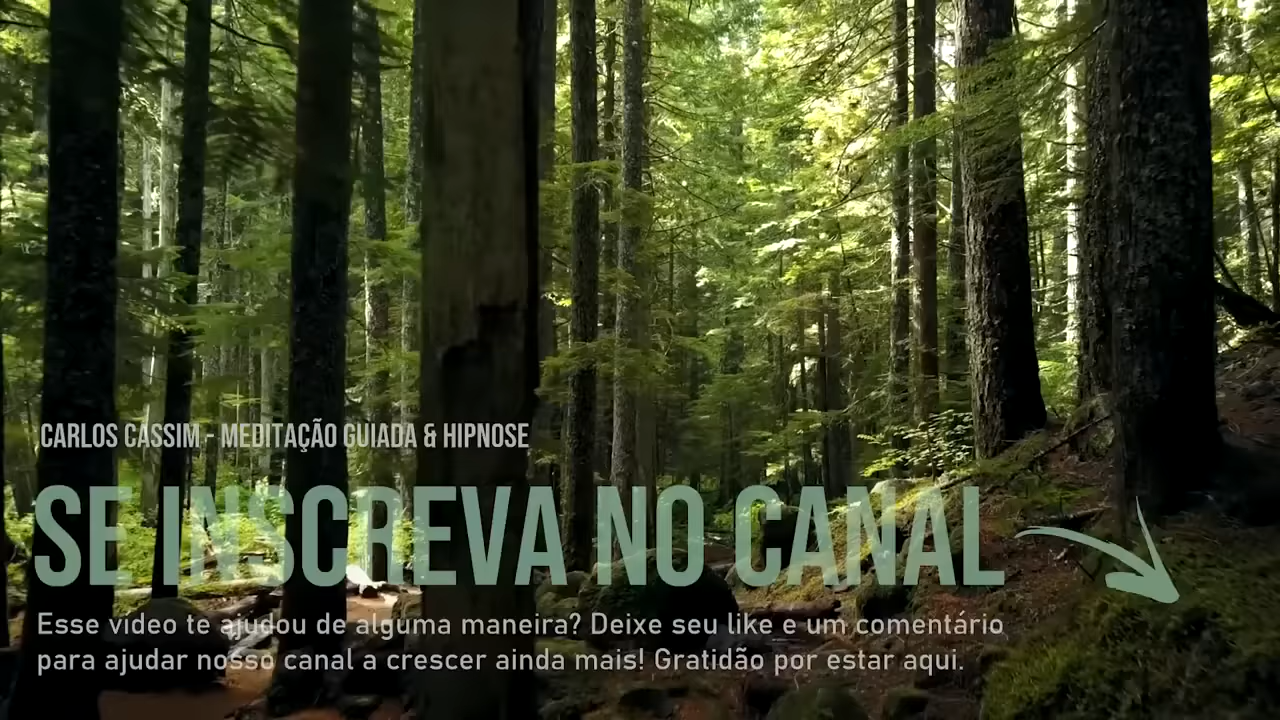 CARLOS CASSIM - MEDITAÇÃO GUIADA & HIPNOSE
SE INSCREVA NO CANAL
Esse video te ajudou de alguma maneira? Deixe seu like e um comentário
para ajudar nosso canal a crescer ainda mais! Gratidão por estar aqui.